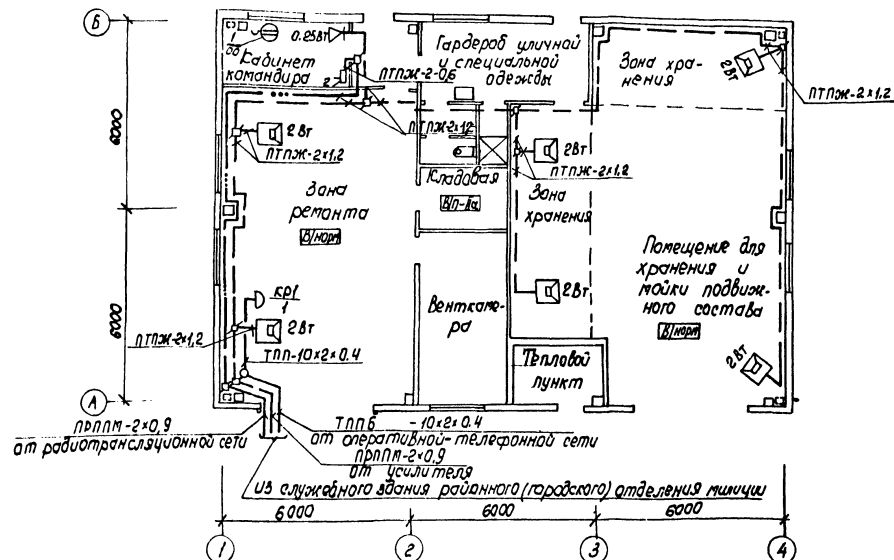 Б
1
0.25Вт
Кабинет
командира
2
ПТПЖ-2-0,6
Гардероб уличной
и специальной
одежды
Зона хра-
нения
2Вт
ПТПЖ-2×1,2
ПТПЖ-2×1,2
6000
2Вт
ПТПЖ-2×1,2
Зона
ремонта
В/норм
Кладовая
В/П-IIа
2Вт
ПТПЖ-2×1,2
Зона
хранения
Помещение для
хранения и
мойки подвиж-
ного состава
В/норм
6000
КР1
1
2Вт
ПТПЖ-2×1,2
ТПП-10×2×0.4
Венткаме-
ра
2Вт
Тепловой
пункт
2Вт
А
ПРППМ-2×0,9
от радиотрансляционной сети
ТППБ -10×2×0.4
от оперативной-телефонной сети
ПРППМ-2×0.9
от усилителя
из служебного здания районного (городского) отделения милиции
6000
6000
6000
1
2
3
4